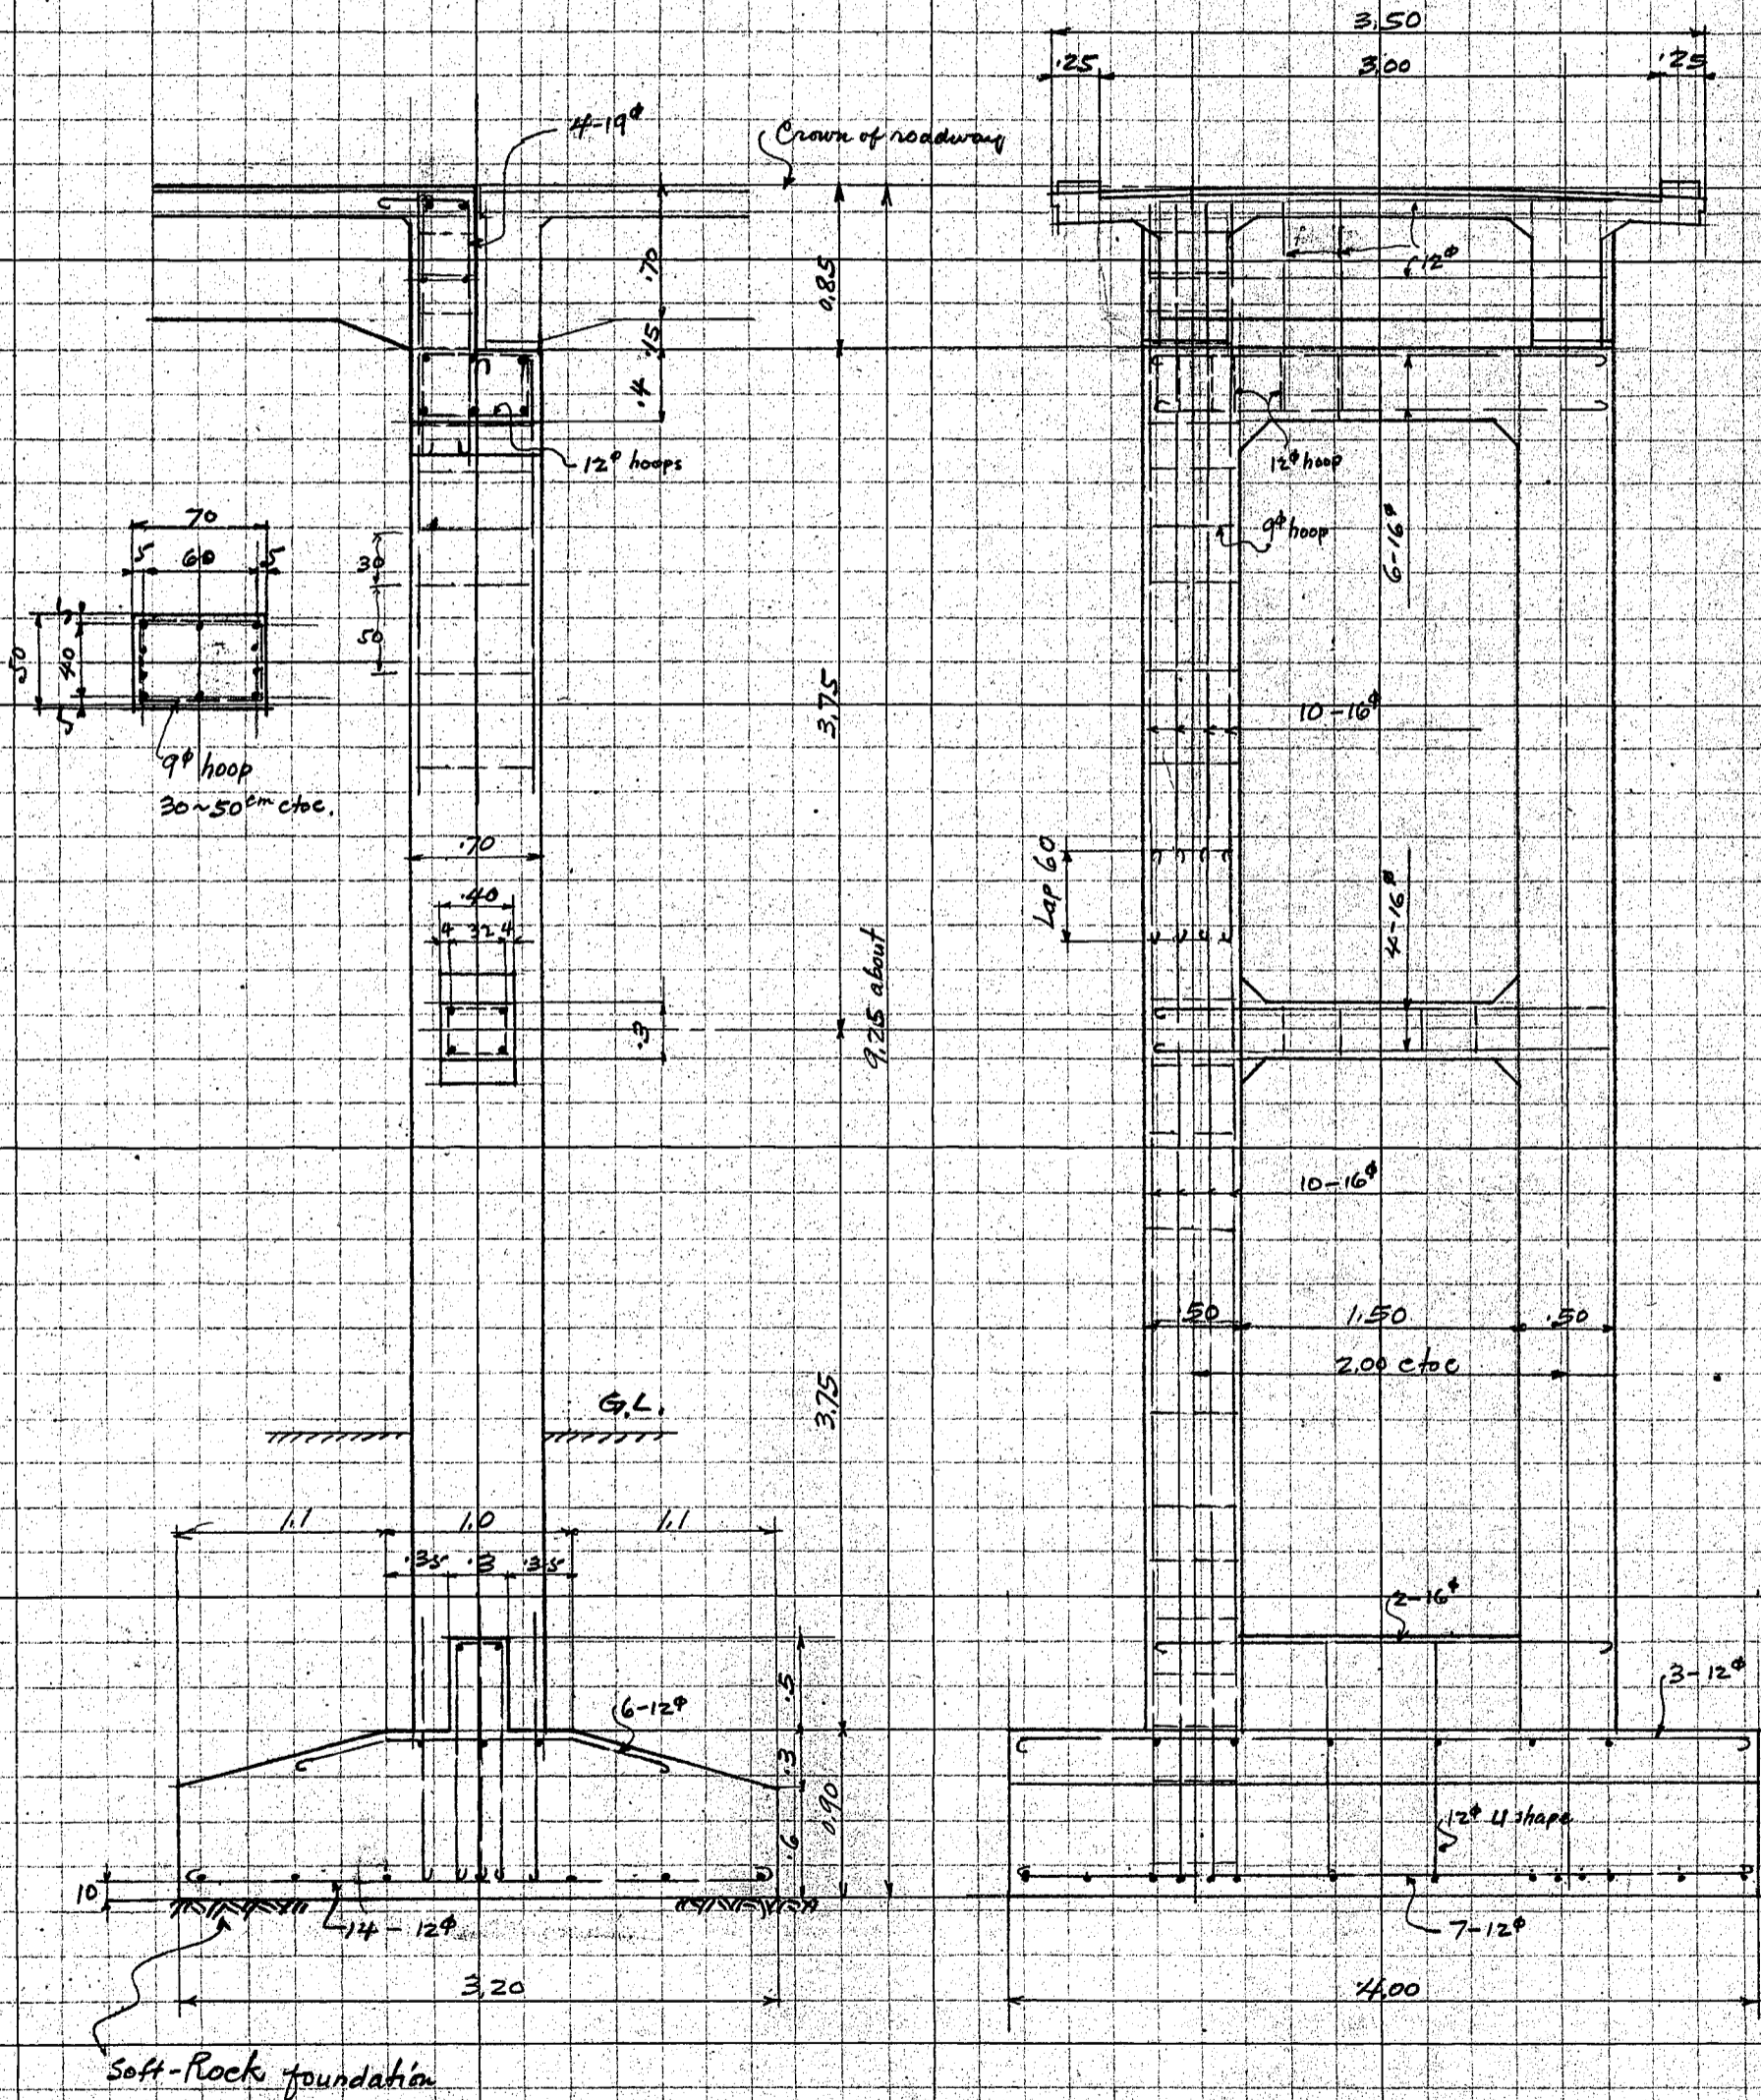 3.50
.25
3.00
.25
4-19φ
Crown of roadway
.70
0.85
.15
.4
12φ
12φ hoops
12φ hoop
9φ hoop
6-16φ
70
5
60
5
30
50
5
40
50
5
9φ hoop
30~50 cm ctoc.
3.75
10-16φ
.70
.40
4
32
4
Lap 60
4-16φ
.3
9.25 about
10-16φ
.50
1.50
.50
2.00 ctoc
3.75
G.L.
1.1
1.0
1.1
.35
.3
.35
2-16φ
.5
3-12φ
6-12φ
.3
0.90
.6
12φ U shape
10
14-12φ
7-12φ
3.20
4.00
Soft-Rock foundation